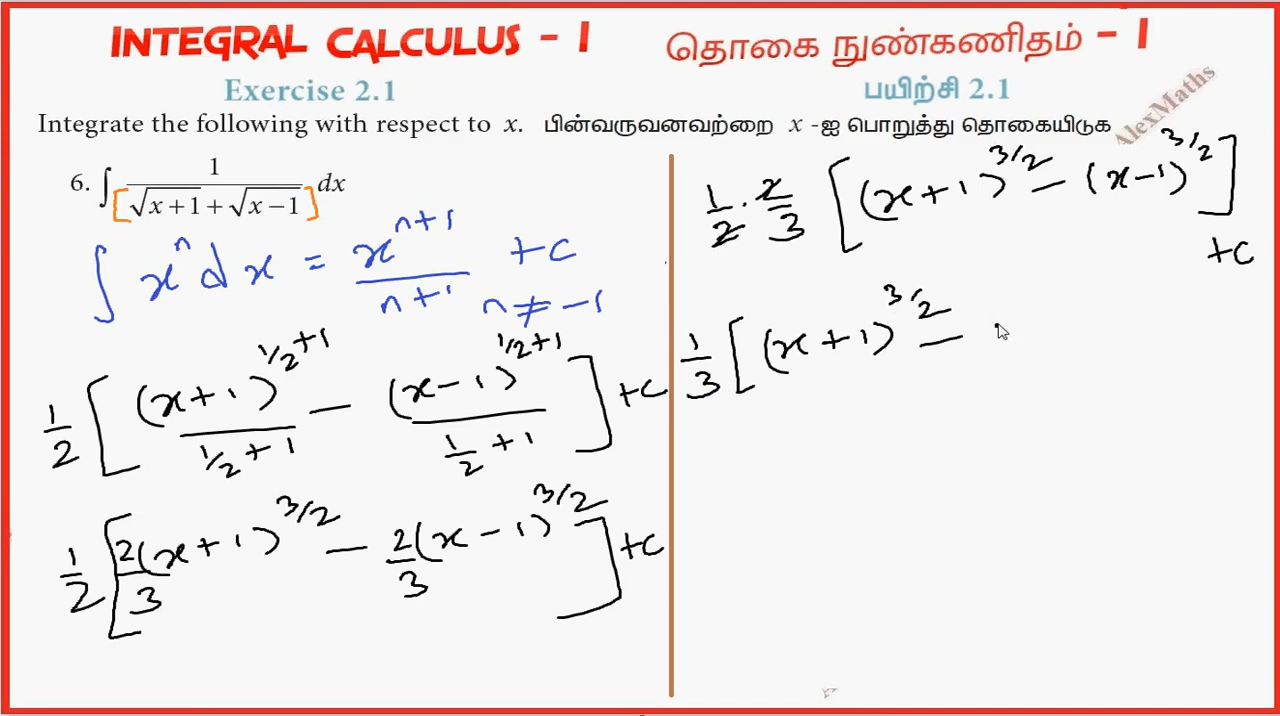 INTEGRAL CALCULUS - I
தொகை நுண்கணிதம் - I
Exercise 2.1
பயிற்சி 2.1
AlexMaths
Integrate the following with respect to x. பின்வருவனவற்றை x -ஐ பொறுத்து தொகையிடுக
6. ∫ 1/[√(x+1) + √(x−1)] dx
∫ xⁿ dx = x^(n+1)/(n+1) + c
n ≠ −1
1/2 [ (x+1)^(1/2+1)/(1/2+1) − (x−1)^(1/2+1)/(1/2+1) ] + c
1/2 [ 2/3 (x+1)^(3/2) − 2/3 (x−1)^(3/2) ] + c
1/2 · 2/3 [ (x+1)^(3/2) − (x−1)^(3/2) ]
+c
1/3 [ (x+1)^(3/2) −